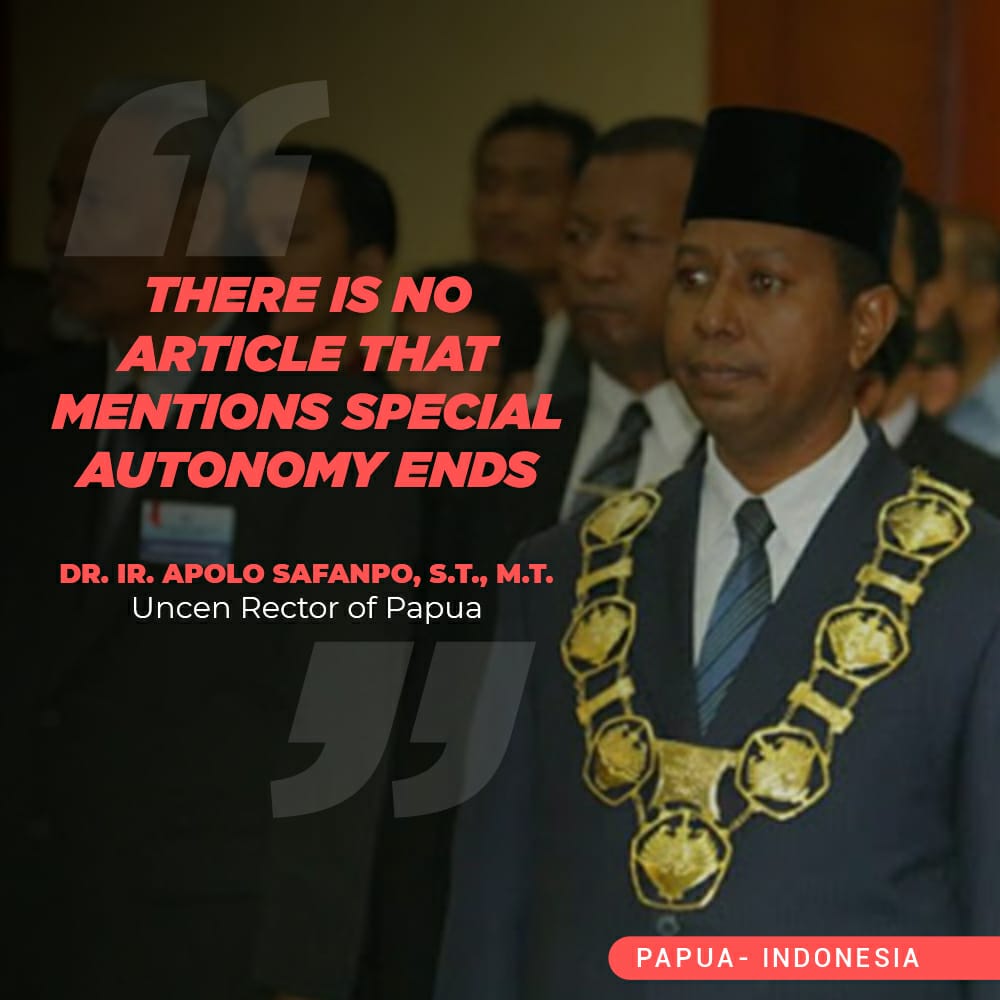 THERE IS NO
ARTICLE THAT
MENTIONS SPECIAL
AUTONOMY ENDS
DR. IR. APOLO SAFANPO, S.T., M.T.
Uncen Rector of Papua
PAPUA- INDONESIA